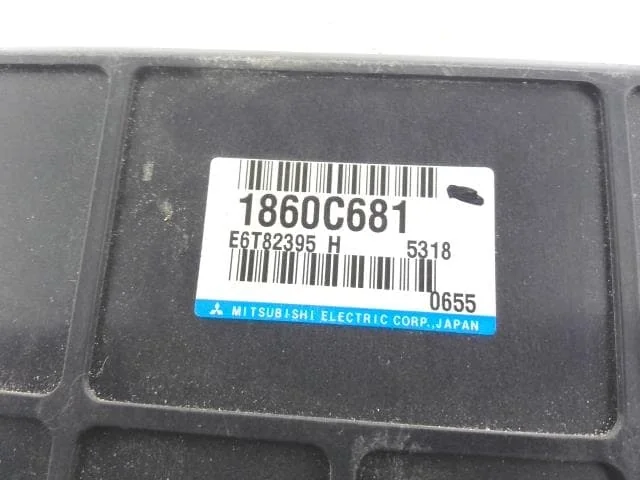 1860C681
E6T82395 H 5318
0655
MITSUBISHI ELECTRIC CORP., JAPAN